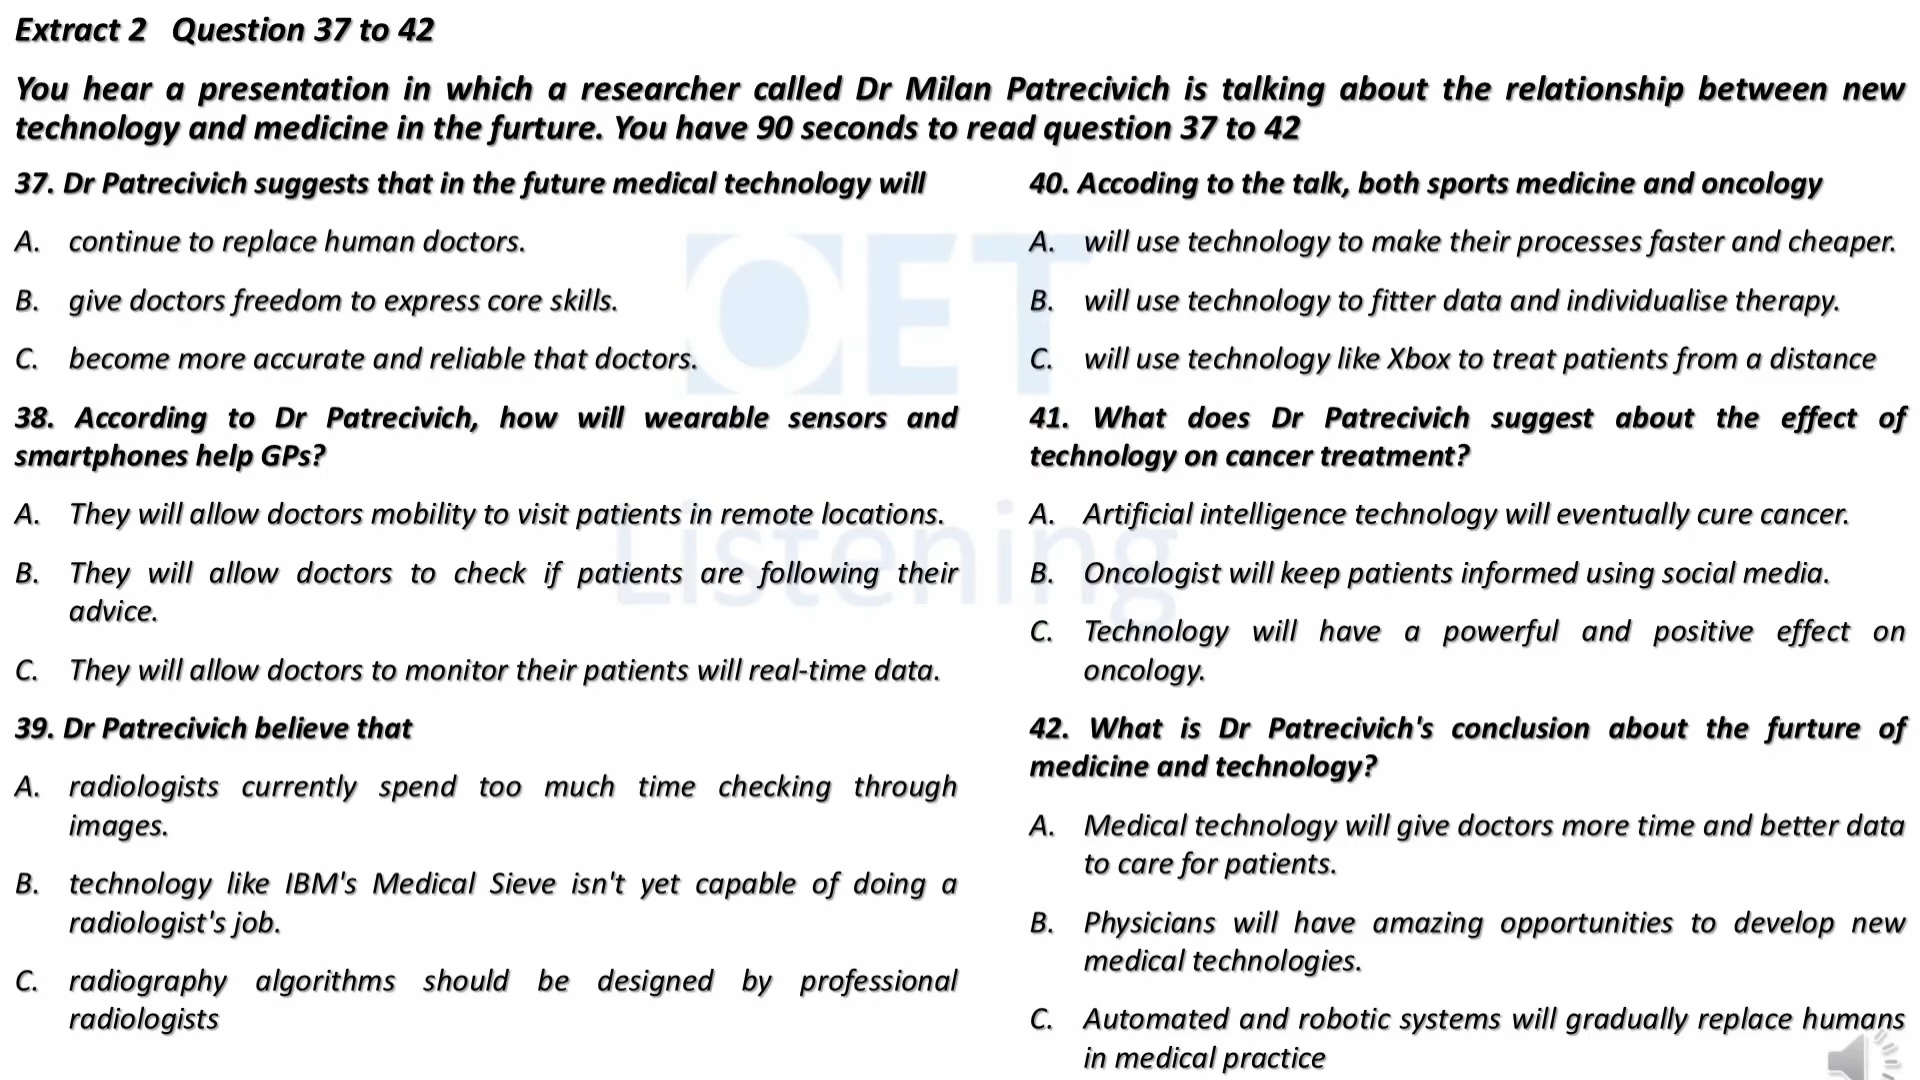 Extract 2 Question 37 to 42
You hear a presentation in which a researcher called Dr Milan Patrecivich is talking about the relationship between new
technology and medicine in the furture. You have 90 seconds to read question 37 to 42
37. Dr Patrecivich suggests that in the future medical technology will
A. continue to replace human doctors.
B. give doctors freedom to express core skills.
C. become more accurate and reliable that doctors.
38. According to Dr Patrecivich, how will wearable sensors and
smartphones help GPs?
A. They will allow doctors mobility to visit patients in remote locations.
B. They will allow doctors to check if patients are following their
advice.
C. They will allow doctors to monitor their patients will real-time data.
39. Dr Patrecivich believe that
A. radiologists currently spend too much time checking through
images.
B. technology like IBM's Medical Sieve isn't yet capable of doing a
radiologist's job.
C. radiography algorithms should be designed by professional
radiologists
40. Accoding to the talk, both sports medicine and oncology
A. will use technology to make their processes faster and cheaper.
B. will use technology to fitter data and individualise therapy.
C. will use technology like Xbox to treat patients from a distance
41. What does Dr Patrecivich suggest about the effect of
technology on cancer treatment?
A. Artificial intelligence technology will eventually cure cancer.
B. Oncologist will keep patients informed using social media.
C. Technology will have a powerful and positive effect on
oncology.
42. What is Dr Patrecivich's conclusion about the furture of
medicine and technology?
A. Medical technology will give doctors more time and better data
to care for patients.
B. Physicians will have amazing opportunities to develop new
medical technologies.
C. Automated and robotic systems will gradually replace humans
in medical practice
OET
Listening